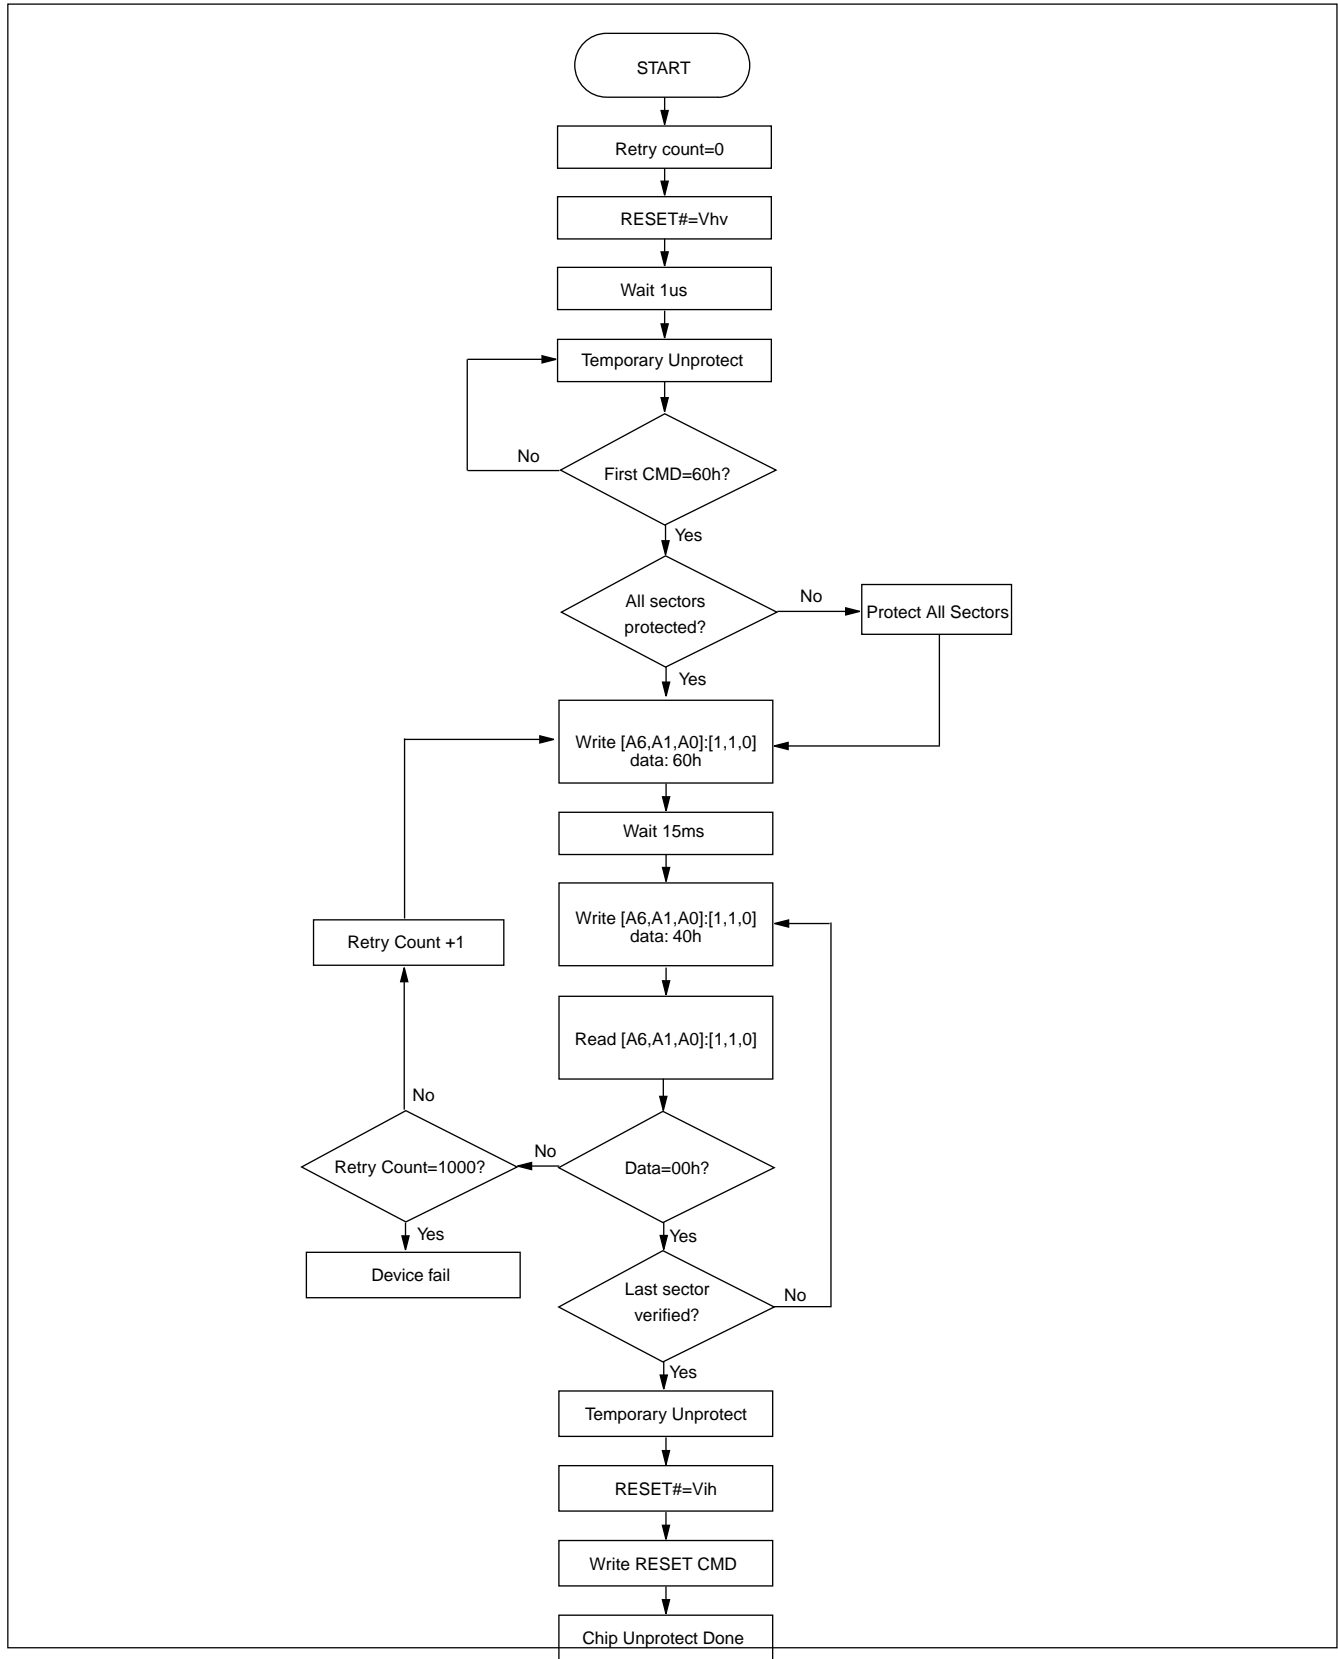 START
Retry count=0
RESET#=Vhv
Wait 1us
Temporary Unprotect
No
First CMD=60h?
Yes
All sectors
protected?
No
Protect All Sectors
Yes
Write [A6,A1,A0]:[1,1,0]
data: 60h
Wait 15ms
Write [A6,A1,A0]:[1,1,0]
data: 40h
Retry Count +1
Read [A6,A1,A0]:[1,1,0]
No
Retry Count=1000?
No
Data=00h?
Yes
Yes
Device fail
Last sector
verified?
No
Yes
Temporary Unprotect
RESET#=Vih
Write RESET CMD
Chip Unprotect Done